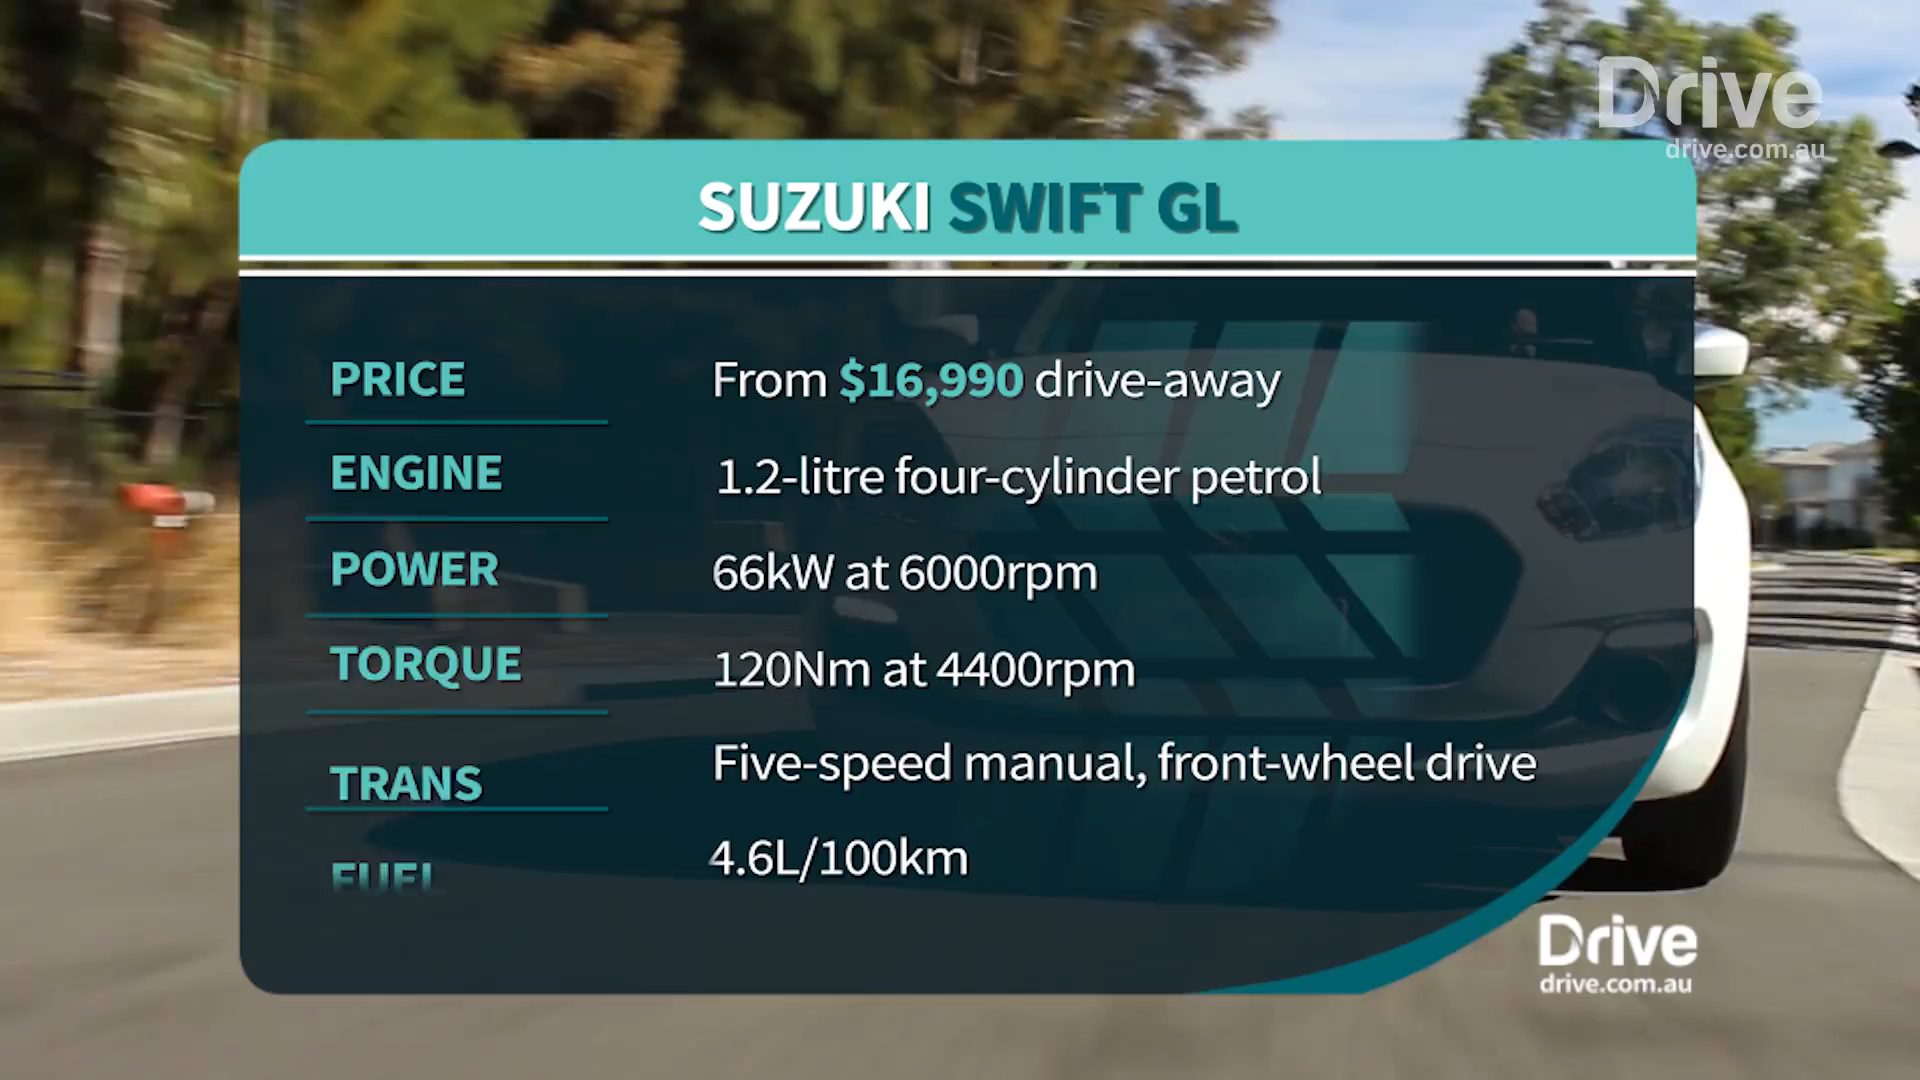 Drive
drive.com.au
SUZUKI SWIFT GL
PRICE From $16,990 drive-away
ENGINE 1.2-litre four-cylinder petrol
POWER 66kW at 6000rpm
TORQUE 120Nm at 4400rpm
TRANS Five-speed manual, front-wheel drive
FUEL 4.6L/100km
Drive
drive.com.au